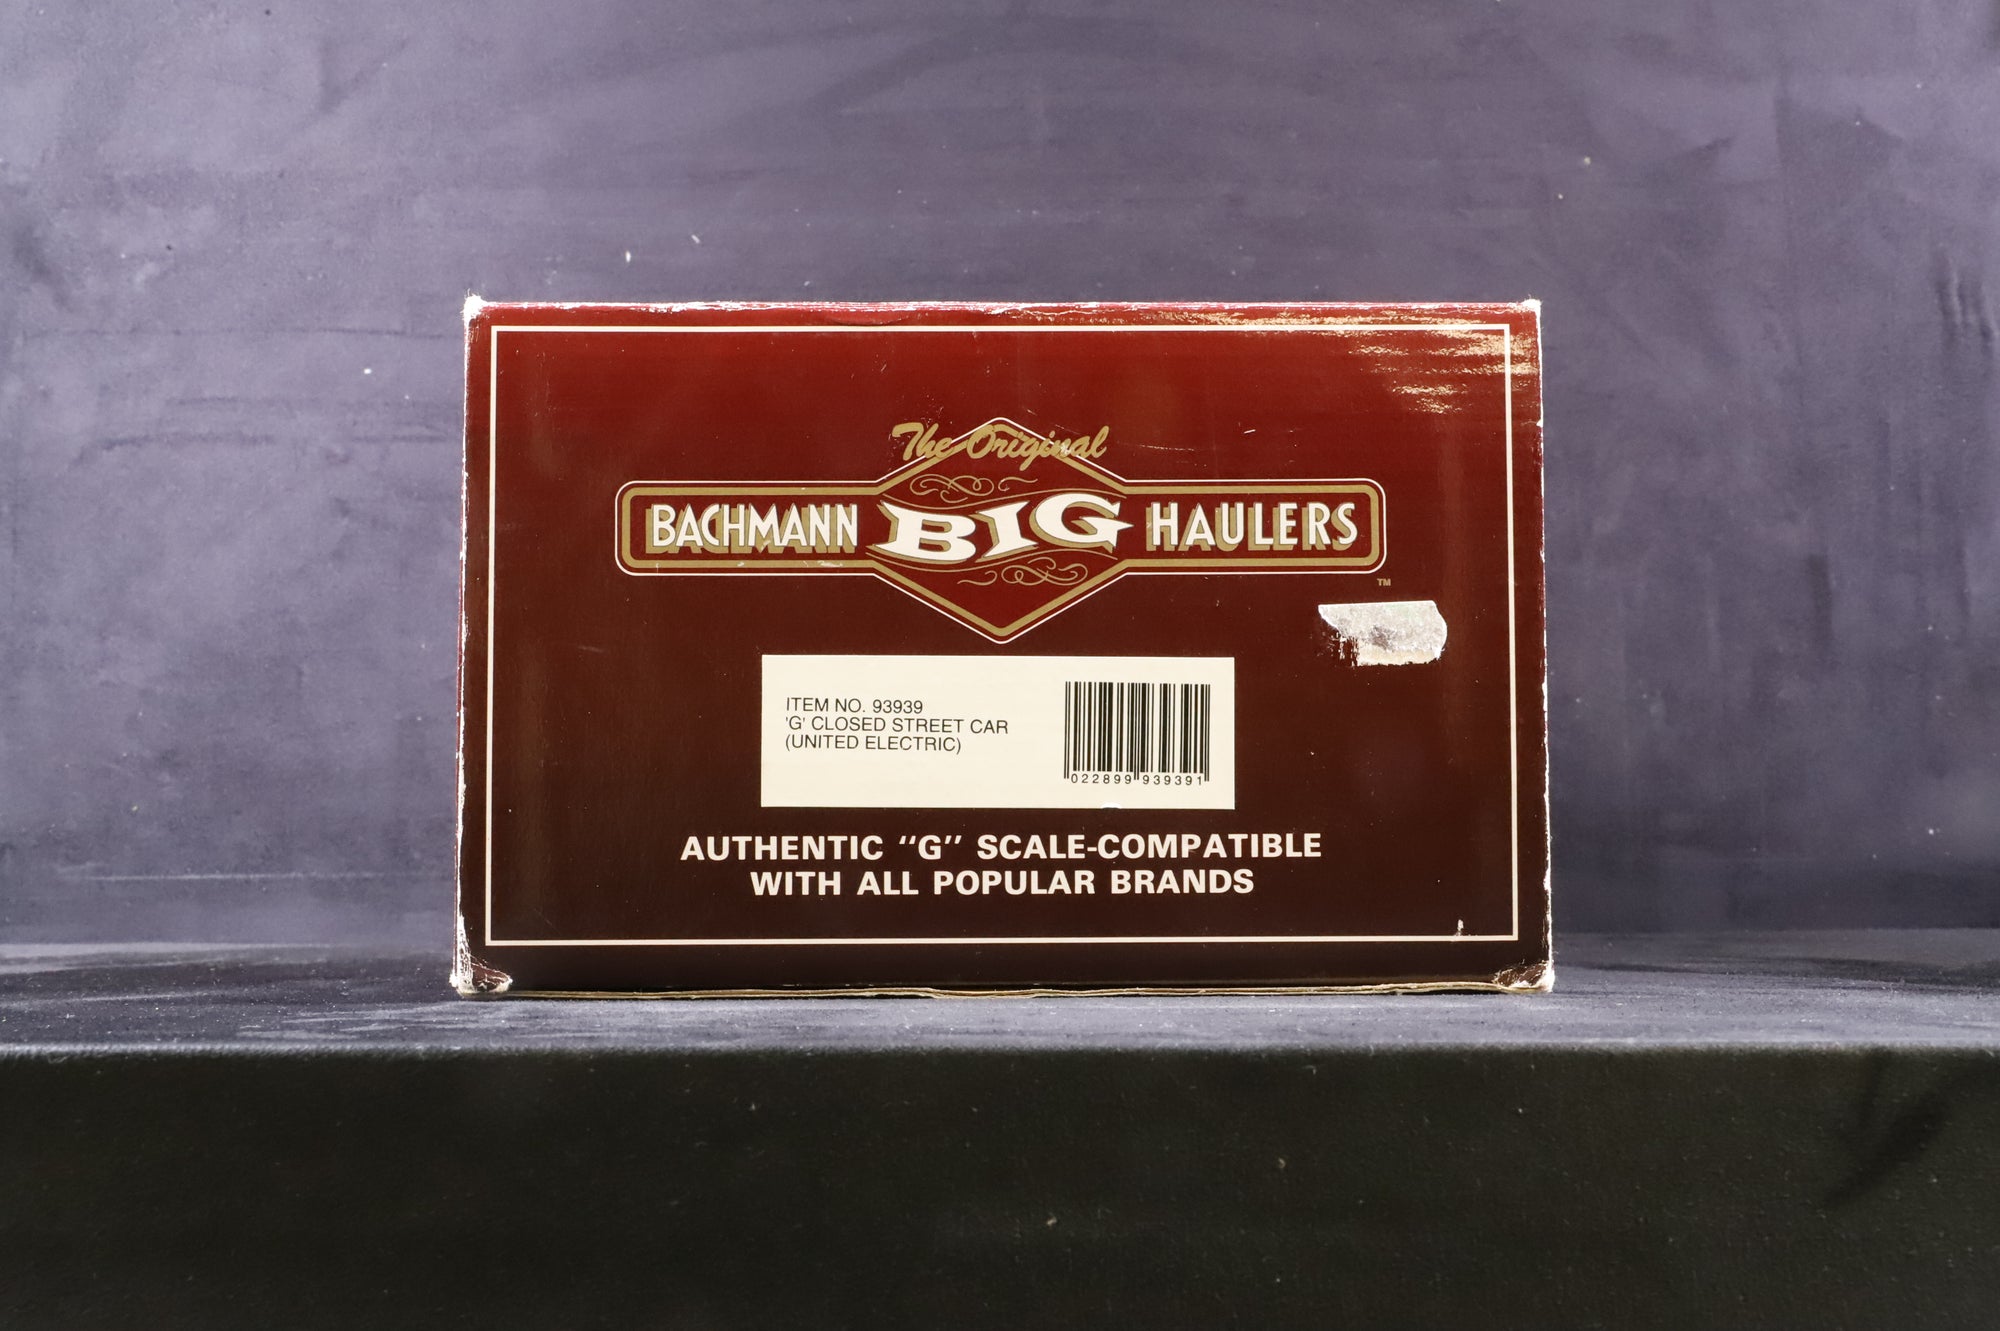 The Original
BACHMANN BIG HAULERS
TM
ITEM NO. 93939
'G' CLOSED STREET CAR
(UNITED ELECTRIC)
022899 939391
AUTHENTIC "G" SCALE-COMPATIBLE
WITH ALL POPULAR BRANDS